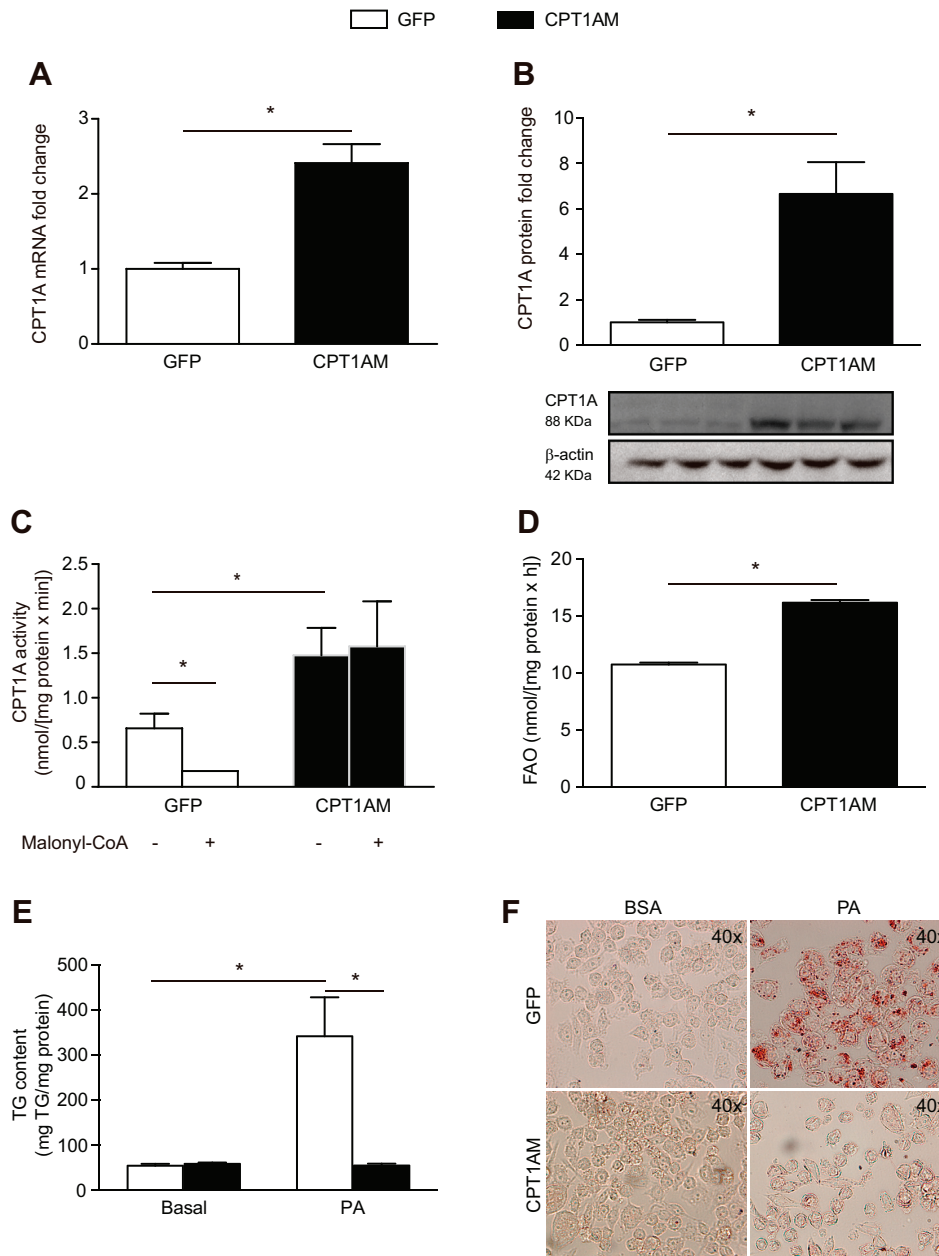 GFP CPT1AM
A
CPT1A mRNA fold change
3
2
1
0
*
GFP CPT1AM
B
CPT1A protein fold change
10
8
6
4
2
0
*
GFP CPT1AM
CPT1A
88 KDa
β-actin
42 KDa
C
CPT1A activity
(nmol/[mg protein x min])
2.5
2.0
1.5
1.0
0.5
0
*
*
GFP CPT1AM
Malonyl-CoA - + - +
D
FAO (nmol/[mg protein x h])
20
15
10
5
0
*
GFP CPT1AM
E
TG content
(mg TG/mg protein)
500
400
300
200
100
0
*
*
Basal PA
F
BSA PA
GFP
40x 40x
CPT1AM
40x 40x